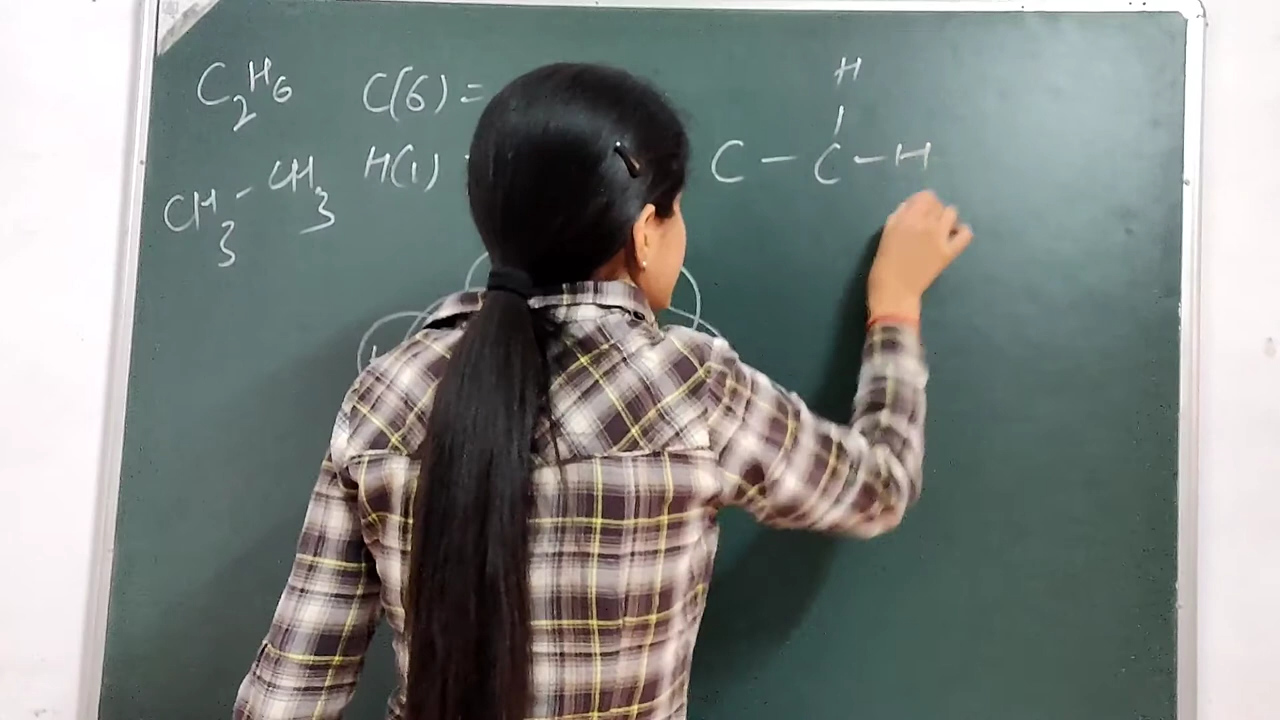 C2H6 C(6) =
H(1)
CH3-CH3
H
|
C - C - H